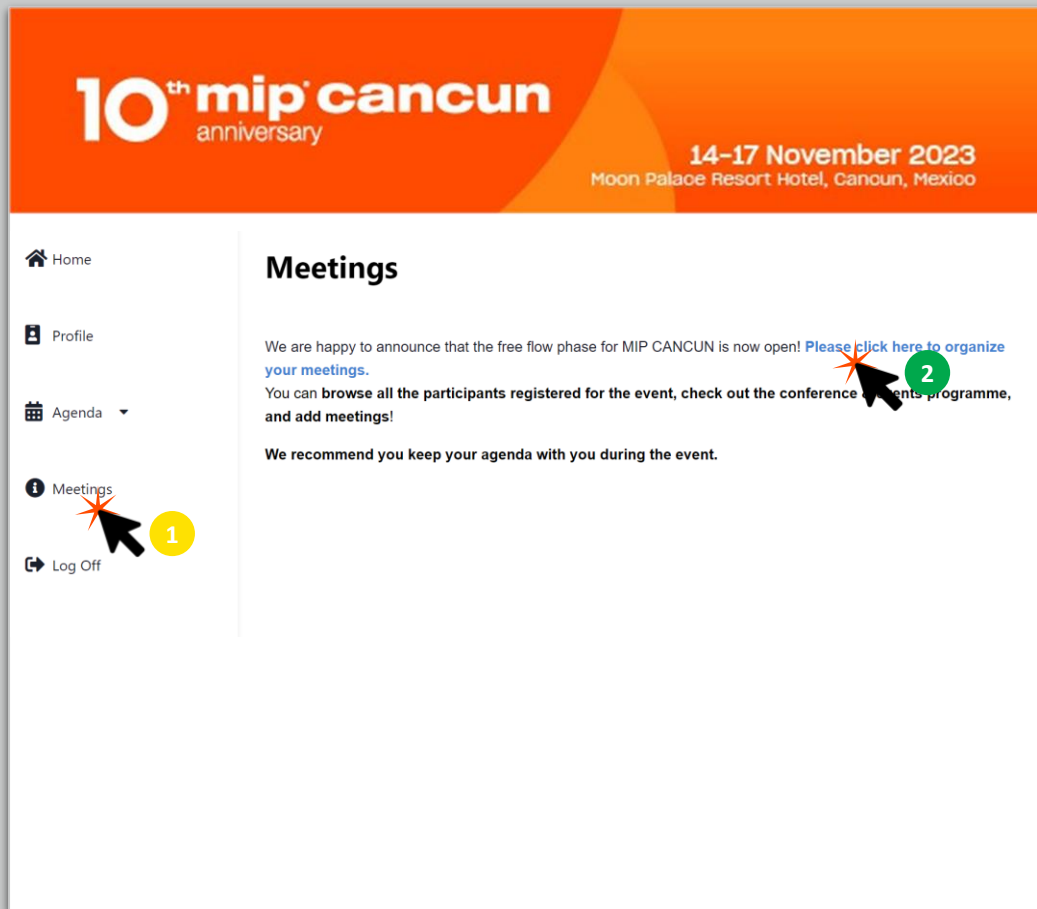 10th mip cancun
anniversary
14-17 November 2023
Moon Palace Resort Hotel, Cancun, Mexico
Home
Profile
Agenda
Meetings
1
Log Off
Meetings
We are happy to announce that the free flow phase for MIP CANCUN is now open! Please click here to organize
your meetings.
2
You can browse all the participants registered for the event, check out the conference & events programme,
and add meetings!
We recommend you keep your agenda with you during the event.